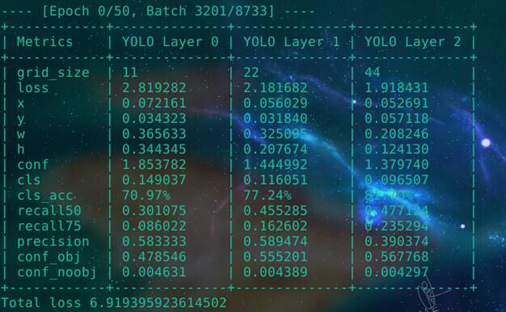 ---- [Epoch 0/50, Batch 3201/8733] ----
+------------+--------------+--------------+--------------+
| Metrics | YOLO Layer 0 | YOLO Layer 1 | YOLO Layer 2 |
+------------+--------------+--------------+--------------+
| grid_size | 11 | 22 | 44 |
| loss | 2.819282 | 2.181682 | 1.918431 |
| x | 0.072161 | 0.056029 | 0.052691 |
| y | 0.034323 | 0.031840 | 0.057118 |
| w | 0.365633 | 0.325095 | 0.208246 |
| h | 0.344345 | 0.207674 | 0.124130 |
| conf | 1.853782 | 1.444992 | 1.379740 |
| cls | 0.149037 | 0.116051 | 0.096507 |
| cls_acc | 70.97% | 77.24% | |
| recall50 | 0.301075 | 0.455285 | 0.477124 |
| recall75 | 0.086022 | 0.162602 | 0.235294 |
| precision | 0.583333 | 0.589474 | 0.390374 |
| conf_obj | 0.478546 | 0.555201 | 0.567768 |
| conf_noobj | 0.004631 | 0.004389 | 0.004297 |
+------------+--------------+--------------+--------------+
Total loss 6.919395923614502